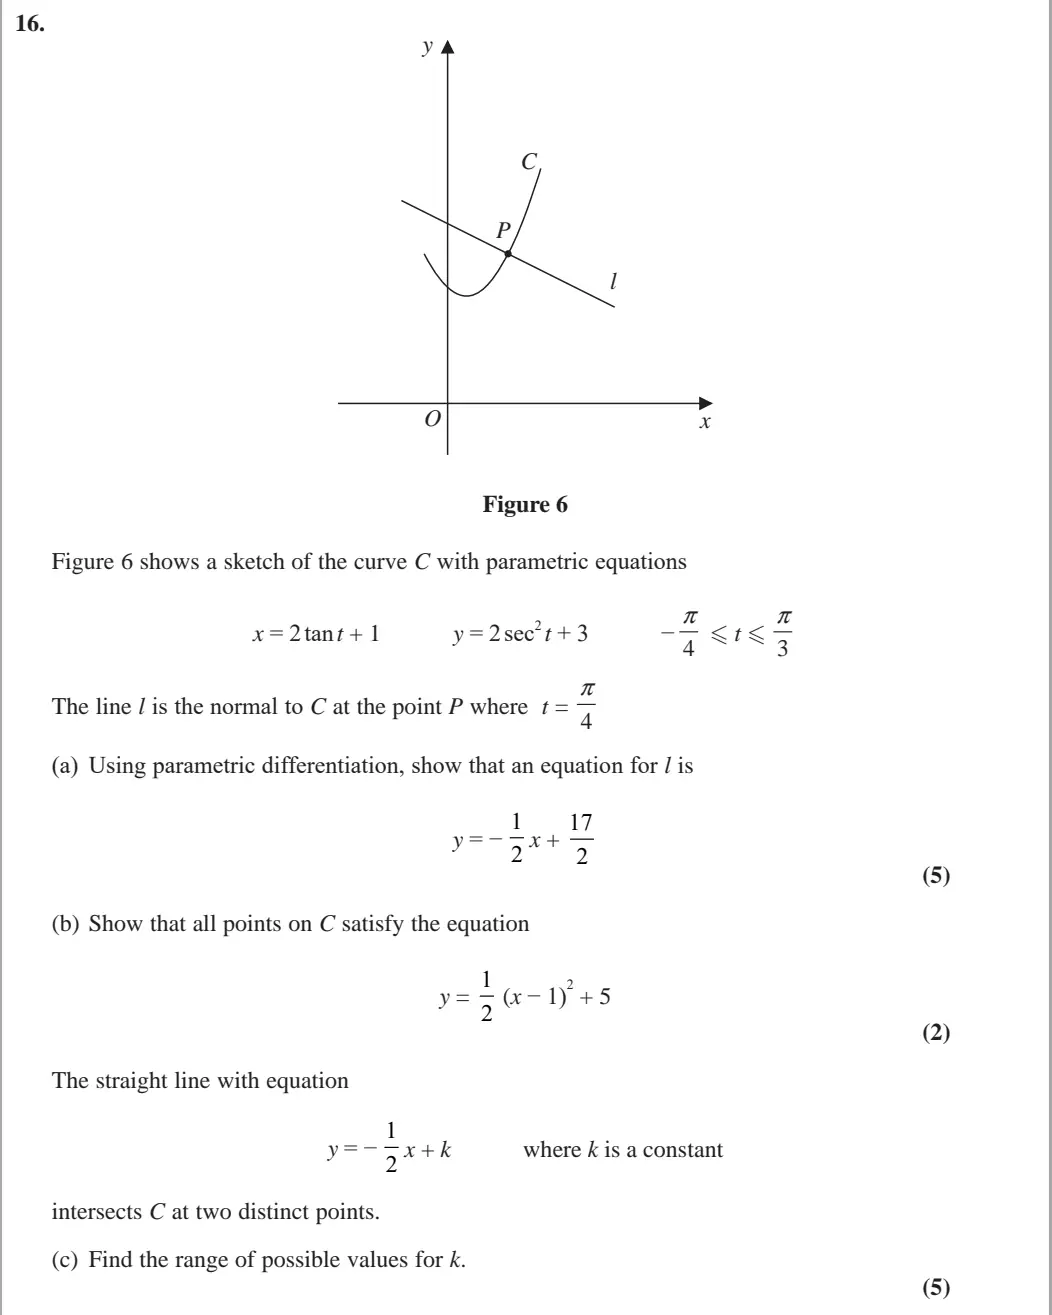 16.
y
C
P
l
O
x
Figure 6
Figure 6 shows a sketch of the curve C with parametric equations
x = 2 tan t + 1 y = 2 sec² t + 3 −π/4 ⩽ t ⩽ π/3
The line l is the normal to C at the point P where t = π/4
(a) Using parametric differentiation, show that an equation for l is
y = − 1/2 x + 17/2
(5)
(b) Show that all points on C satisfy the equation
y = 1/2 (x − 1)² + 5
(2)
The straight line with equation
y = − 1/2 x + k where k is a constant
intersects C at two distinct points.
(c) Find the range of possible values for k.
(5)